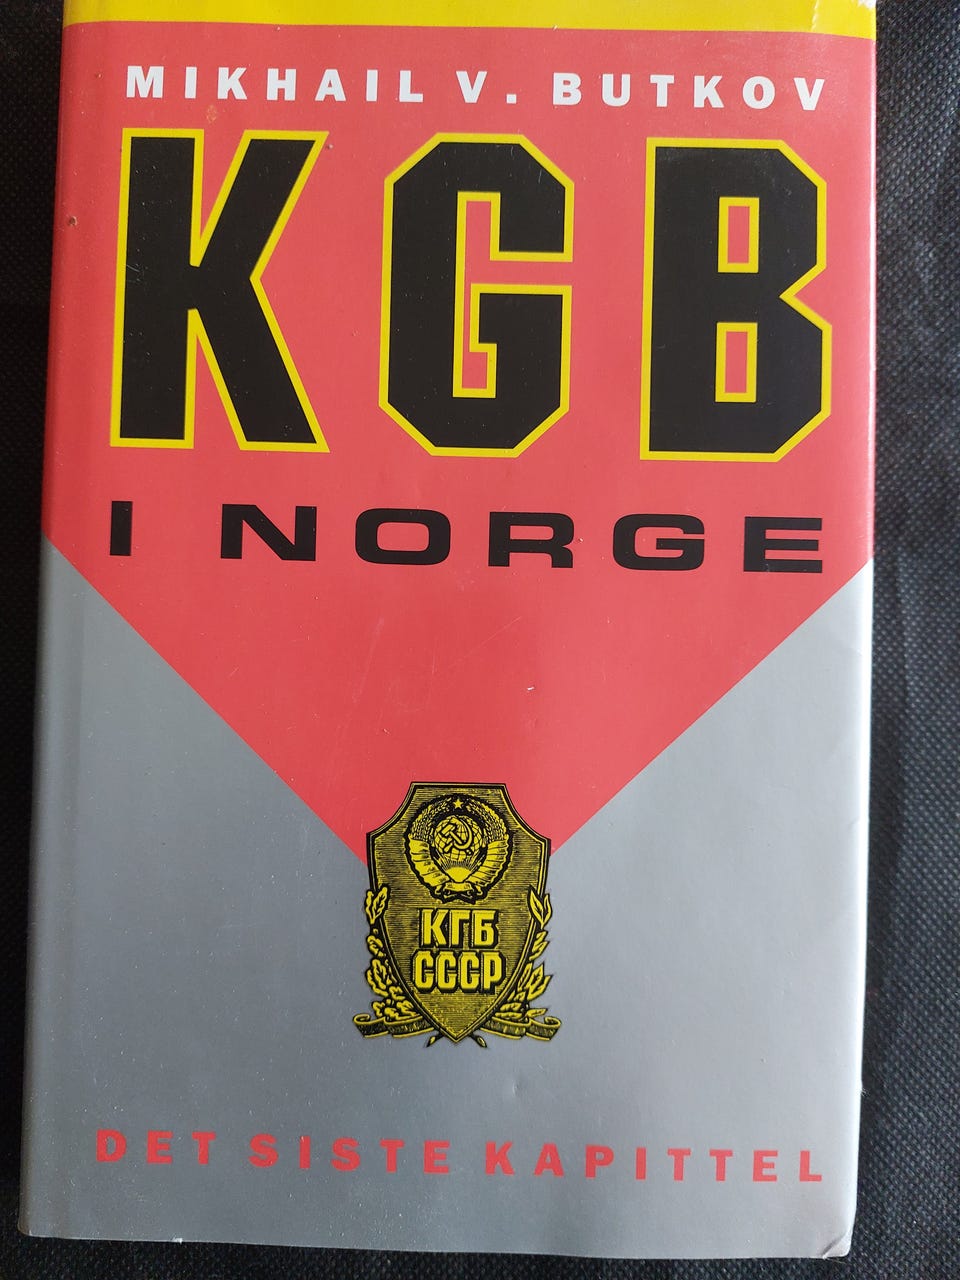 MIKHAIL V. BUTKOV
KGB
I NORGE
КГБ
СССР
DET SISTE KAPITTEL